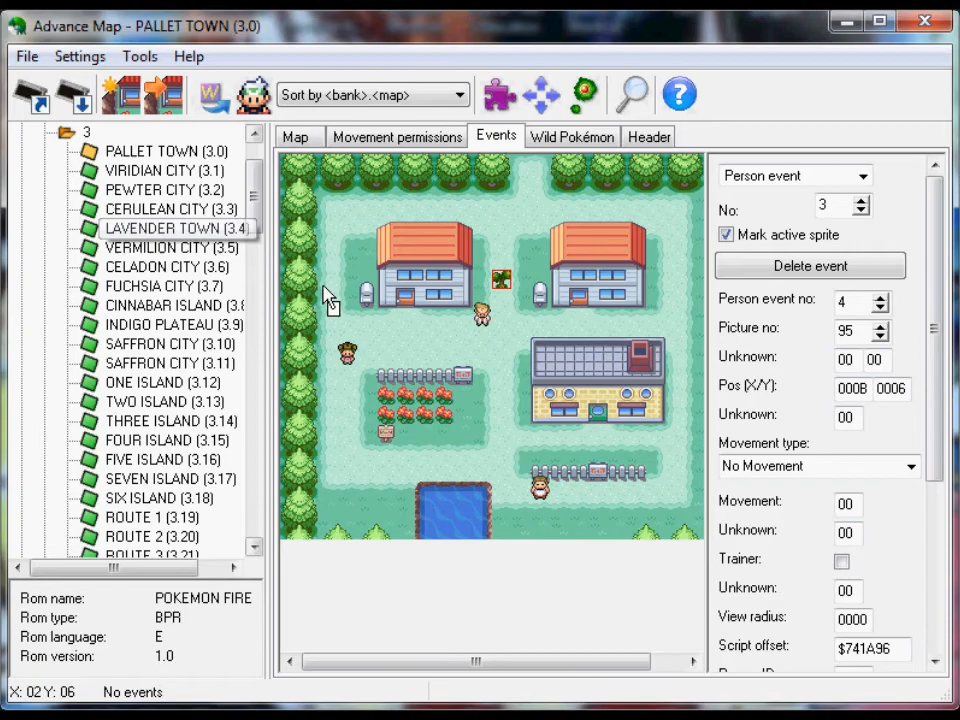 Advance Map - PALLET TOWN (3.0)
File Settings Tools Help
Sort by <bank>.<map>
3
PALLET TOWN (3.0)
VIRIDIAN CITY (3.1)
PEWTER CITY (3.2)
CERULEAN CITY (3.3)
LAVENDER TOWN (3.4)
VERMILION CITY (3.5)
CELADON CITY (3.6)
FUCHSIA CITY (3.7)
CINNABAR ISLAND (3.8
INDIGO PLATEAU (3.9)
SAFFRON CITY (3.10)
SAFFRON CITY (3.11)
ONE ISLAND (3.12)
TWO ISLAND (3.13)
THREE ISLAND (3.14)
FOUR ISLAND (3.15)
FIVE ISLAND (3.16)
SEVEN ISLAND (3.17)
SIX ISLAND (3.18)
ROUTE 1 (3.19)
ROUTE 2 (3.20)
ROUTE 3 (3.21)
Rom name: POKEMON FIRE
Rom type: BPR
Rom language: E
Rom version: 1.0
Map Movement permissions Events Wild Pokémon Header
Person event
No: 3
Mark active sprite
Delete event
Person event no: 4
Picture no: 95
Unknown: 00 00
Pos (X/Y): 000B 0006
Unknown: 00
Movement type:
No Movement
Movement: 00
Unknown: 00
Trainer:
Unknown: 00
View radius: 0000
Script offset: $741A96
X: 02 Y: 06 No events